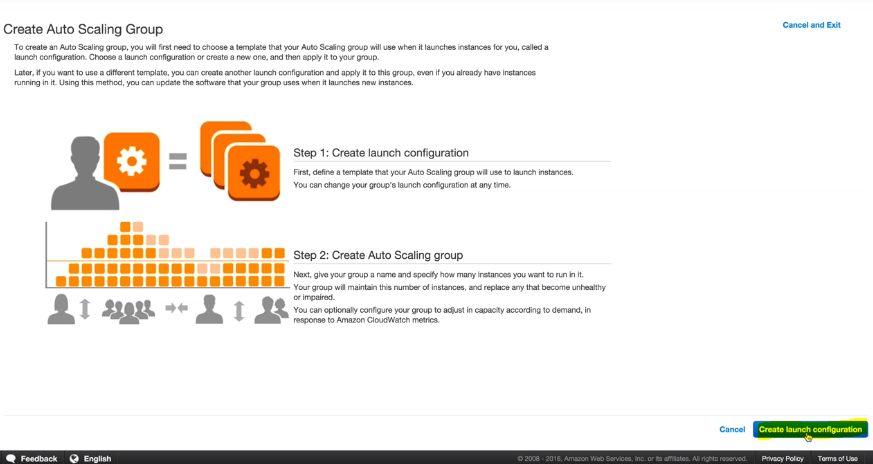 Create Auto Scaling Group
Cancel and Exit
To create an Auto Scaling group, you will first need to choose a template that your Auto Scaling group will use when it launches instances for you, called a
launch configuration. Choose a launch configuration or create a new one, and then apply it to your group.
Later, if you want to use a different template, you can create another launch configuration and apply it to this group, even if you already have instances
running in it. Using this method, you can update the software that your group uses when it launches new instances.
Step 1: Create launch configuration
First, define a template that your Auto Scaling group will use to launch instances.
You can change your group's launch configuration at any time.
Step 2: Create Auto Scaling group
Next, give your group a name and specify how many instances you want to run in it.
Your group will maintain this number of instances, and replace any that become unhealthy
or impaired.
You can optionally configure your group to adjust in capacity according to demand, in
response to Amazon CloudWatch metrics.
Cancel
Create launch configuration
Feedback
English
© 2008 - 2016, Amazon Web Services, Inc. or its affiliates. All rights reserved.
Privacy Policy
Terms of Use